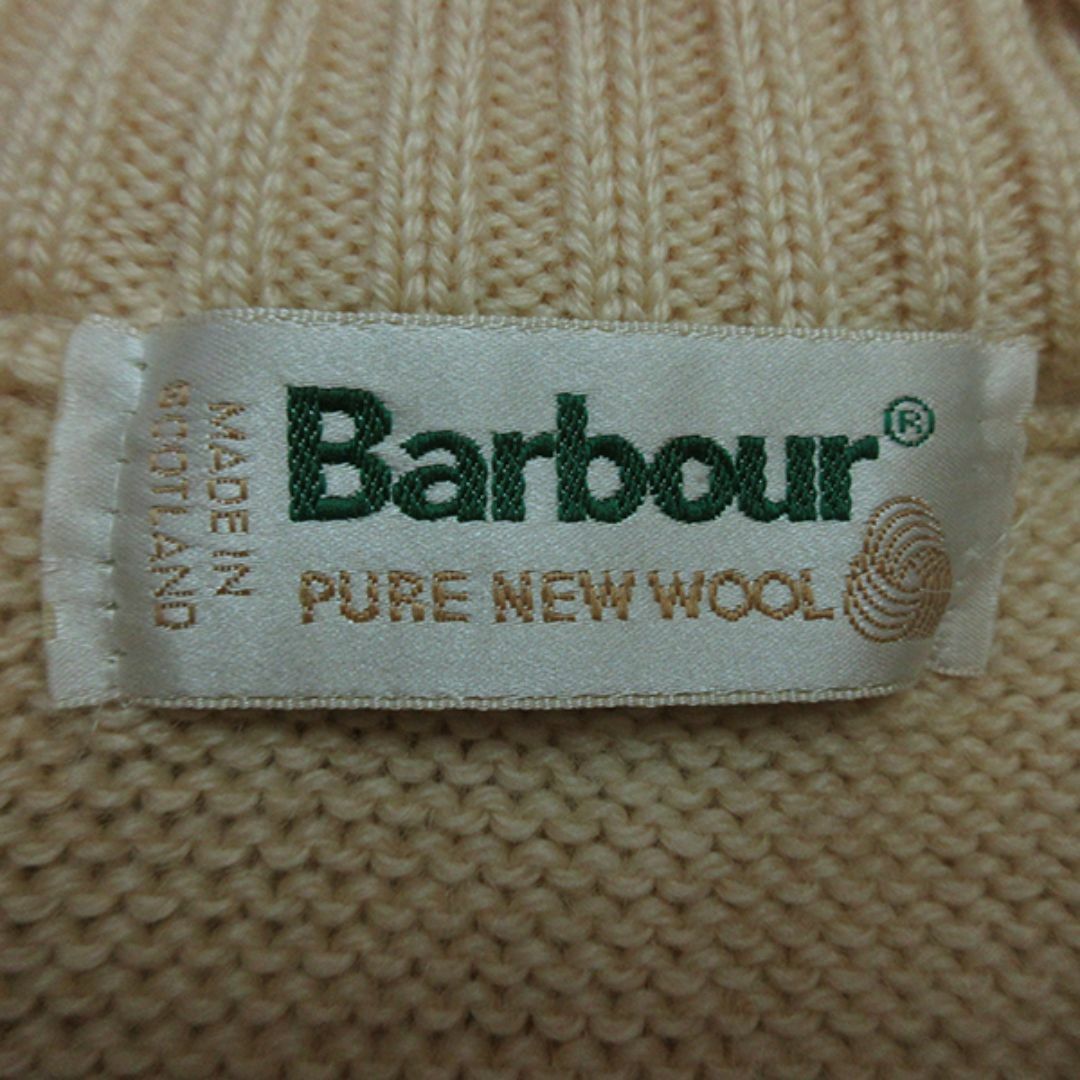 Barbour®
PURE NEW WOOL
MADE IN
SCOTLAND